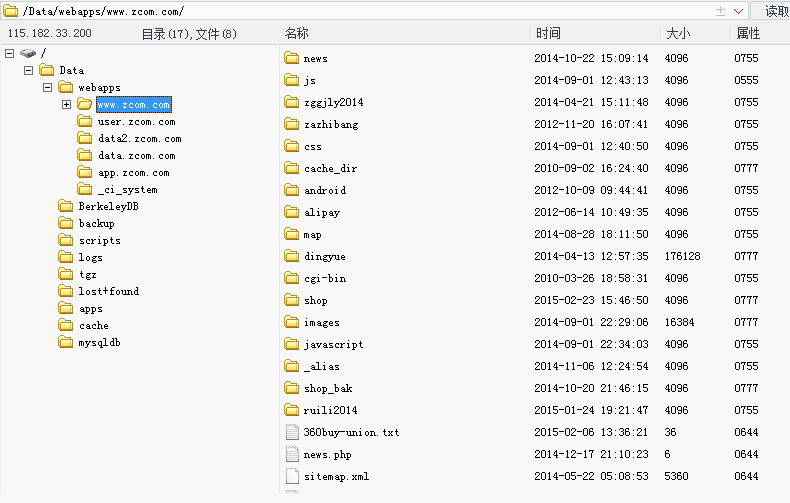 /Data/webapps/www.zcom.com/ 读取
115.182.33.200 目录(17),文件(8) 名称 时间 大小 属性
/
Data
webapps
www.zcom.com
user.zcom.com
data2.zcom.com
data.zcom.com
app.zcom.com
_ci_system
BerkeleyDB
backup
scripts
logs
tgz
lost+found
apps
cache
mysqldb
news 2014-10-22 15:09:14 4096 0755
js 2014-09-01 12:43:13 4096 0555
zggjly2014 2014-04-21 15:11:48 4096 0755
zazhibang 2012-11-20 16:07:41 4096 0755
css 2014-09-01 12:40:50 4096 0755
cache_dir 2010-09-02 16:24:40 4096 0777
android 2012-10-09 09:44:41 4096 0755
alipay 2012-06-14 10:49:35 4096 0755
map 2014-08-28 18:11:50 4096 0755
dingyue 2014-04-13 12:57:35 176128 0777
cgi-bin 2010-03-26 18:58:31 4096 0755
shop 2015-02-23 15:46:50 4096 0777
images 2014-09-01 22:29:06 16384 0777
javascript 2014-09-01 22:34:03 4096 0755
_alias 2014-11-06 12:24:54 4096 0755
shop_bak 2014-10-20 21:46:15 4096 0777
ruili2014 2015-01-24 19:21:47 4096 0755
360buy-union.txt 2015-02-06 13:36:21 36 0644
news.php 2014-12-17 21:10:23 6 0644
sitemap.xml 2014-05-22 05:08:53 5360 0644